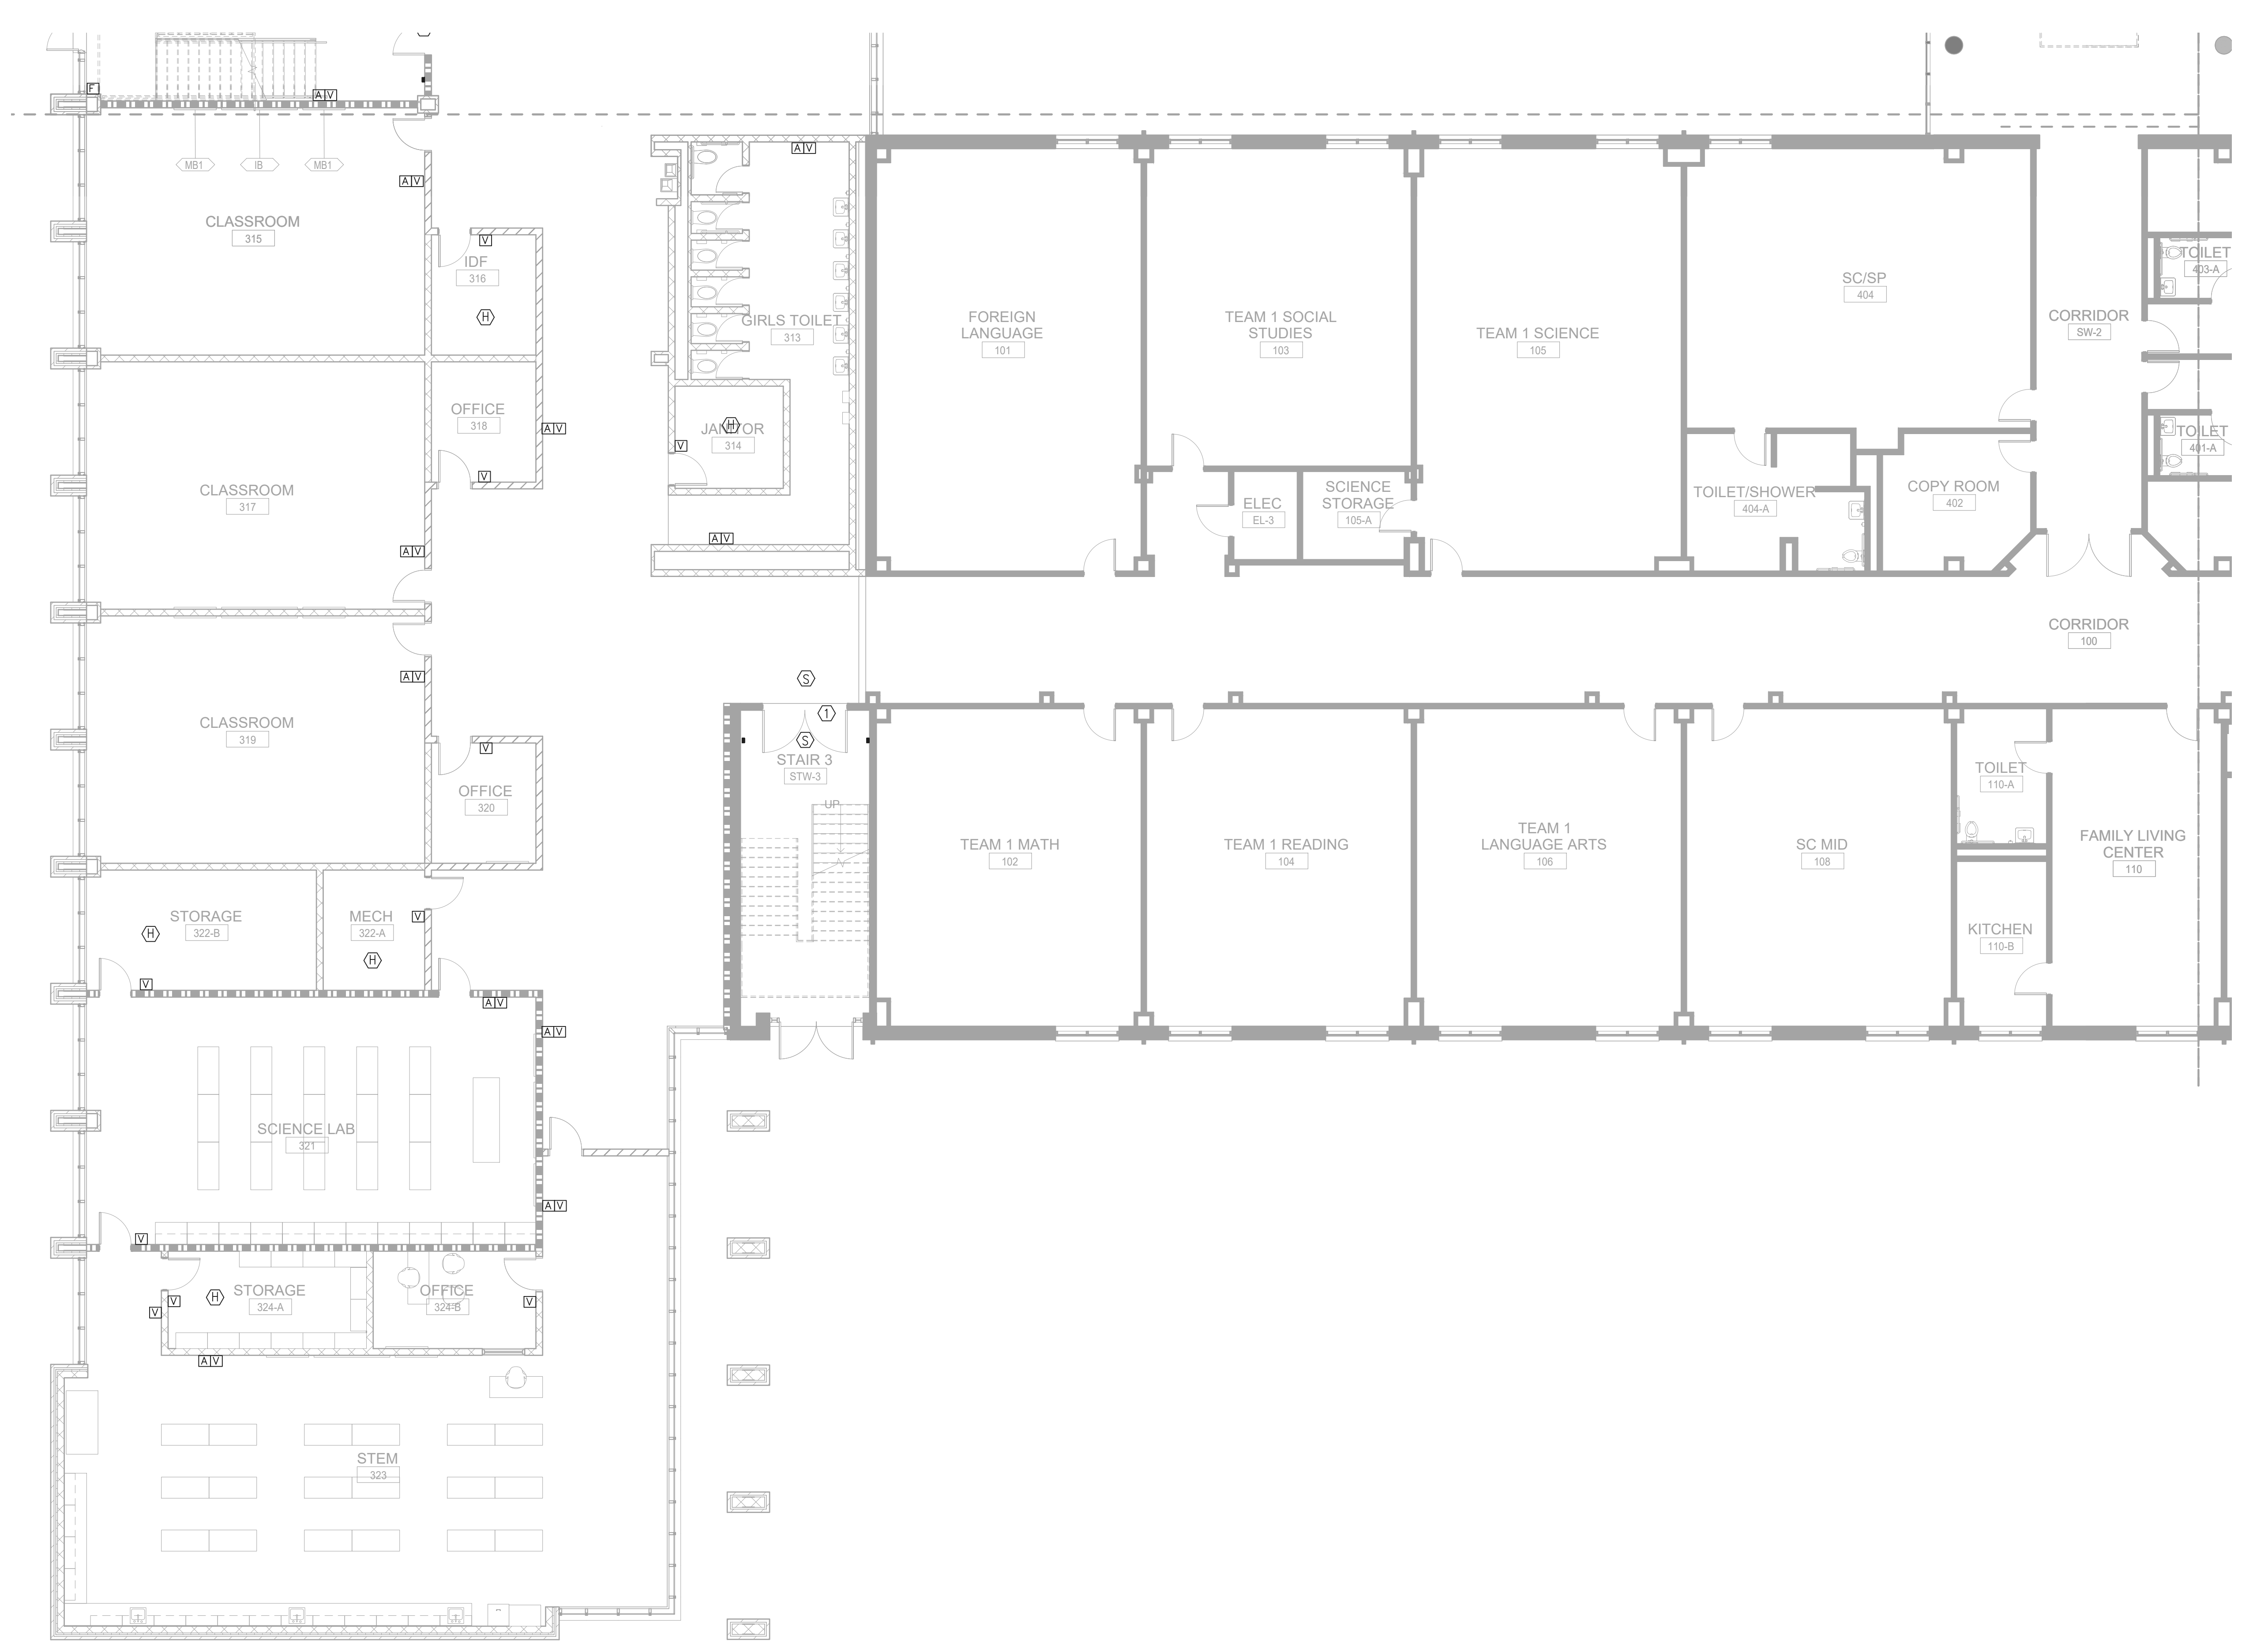 F
A V
MB1
IB
MB1
A V
CLASSROOM
315
V
IDF
316
H
OFFICE
318
V
A V
CLASSROOM
317
A V
A V
CLASSROOM
319
V
OFFICE
320
STORAGE
322-B
H
V
MECH
322-A
H
V
A V
A V
SCIENCE LAB
321
A V
V
V
V
H
STORAGE
324-A
OFFICE
324-B
V
A V
STEM
323
A V
GIRLS TOILET
313
H
JANITOR
314
V
A V
S
1
S
STAIR 3
STW-3
UP
FOREIGN
LANGUAGE
101
TEAM 1 SOCIAL
STUDIES
103
TEAM 1 SCIENCE
105
SC/SP
404
CORRIDOR
SW-2
TOILET
403-A
TOILET
401-A
ELEC
EL-3
SCIENCE
STORAGE
105-A
TOILET/SHOWER
404-A
COPY ROOM
402
CORRIDOR
100
TEAM 1 MATH
102
TEAM 1 READING
104
TEAM 1
LANGUAGE ARTS
106
SC MID
108
TOILET
110-A
FAMILY LIVING
CENTER
110
KITCHEN
110-B